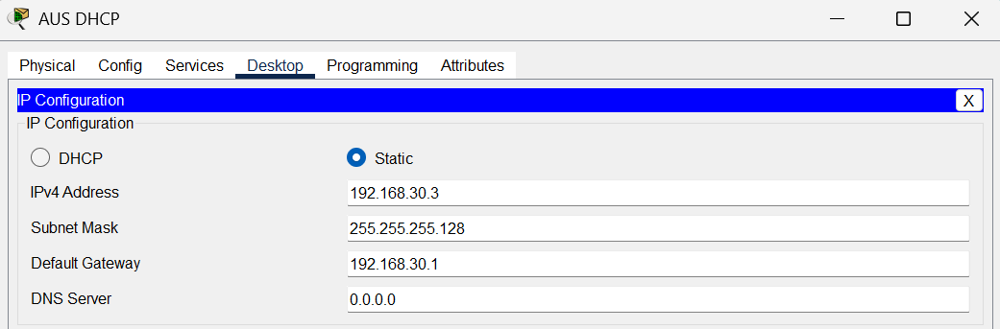 AUS DHCP
Physical Config Services Desktop Programming Attributes
IP Configuration X
IP Configuration
DHCP Static
IPv4 Address 192.168.30.3
Subnet Mask 255.255.255.128
Default Gateway 192.168.30.1
DNS Server 0.0.0.0